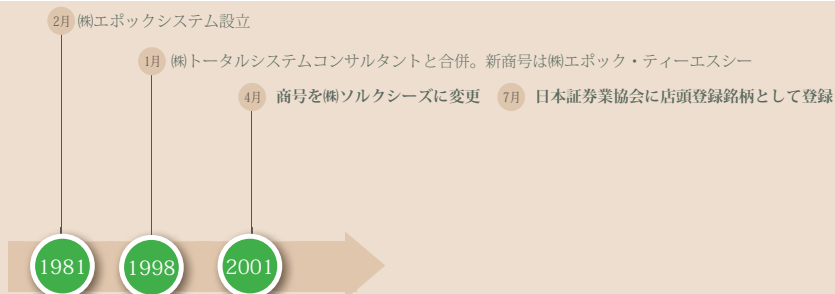 2月 ㈱エポックシステム設立
1月 ㈱トータルシステムコンサルタントと合併。新商号は㈱エポック・ティーエスシー
4月 商号を㈱ソルクシーズに変更 7月 日本証券業協会に店頭登録銘柄として登録
1981 1998 2001